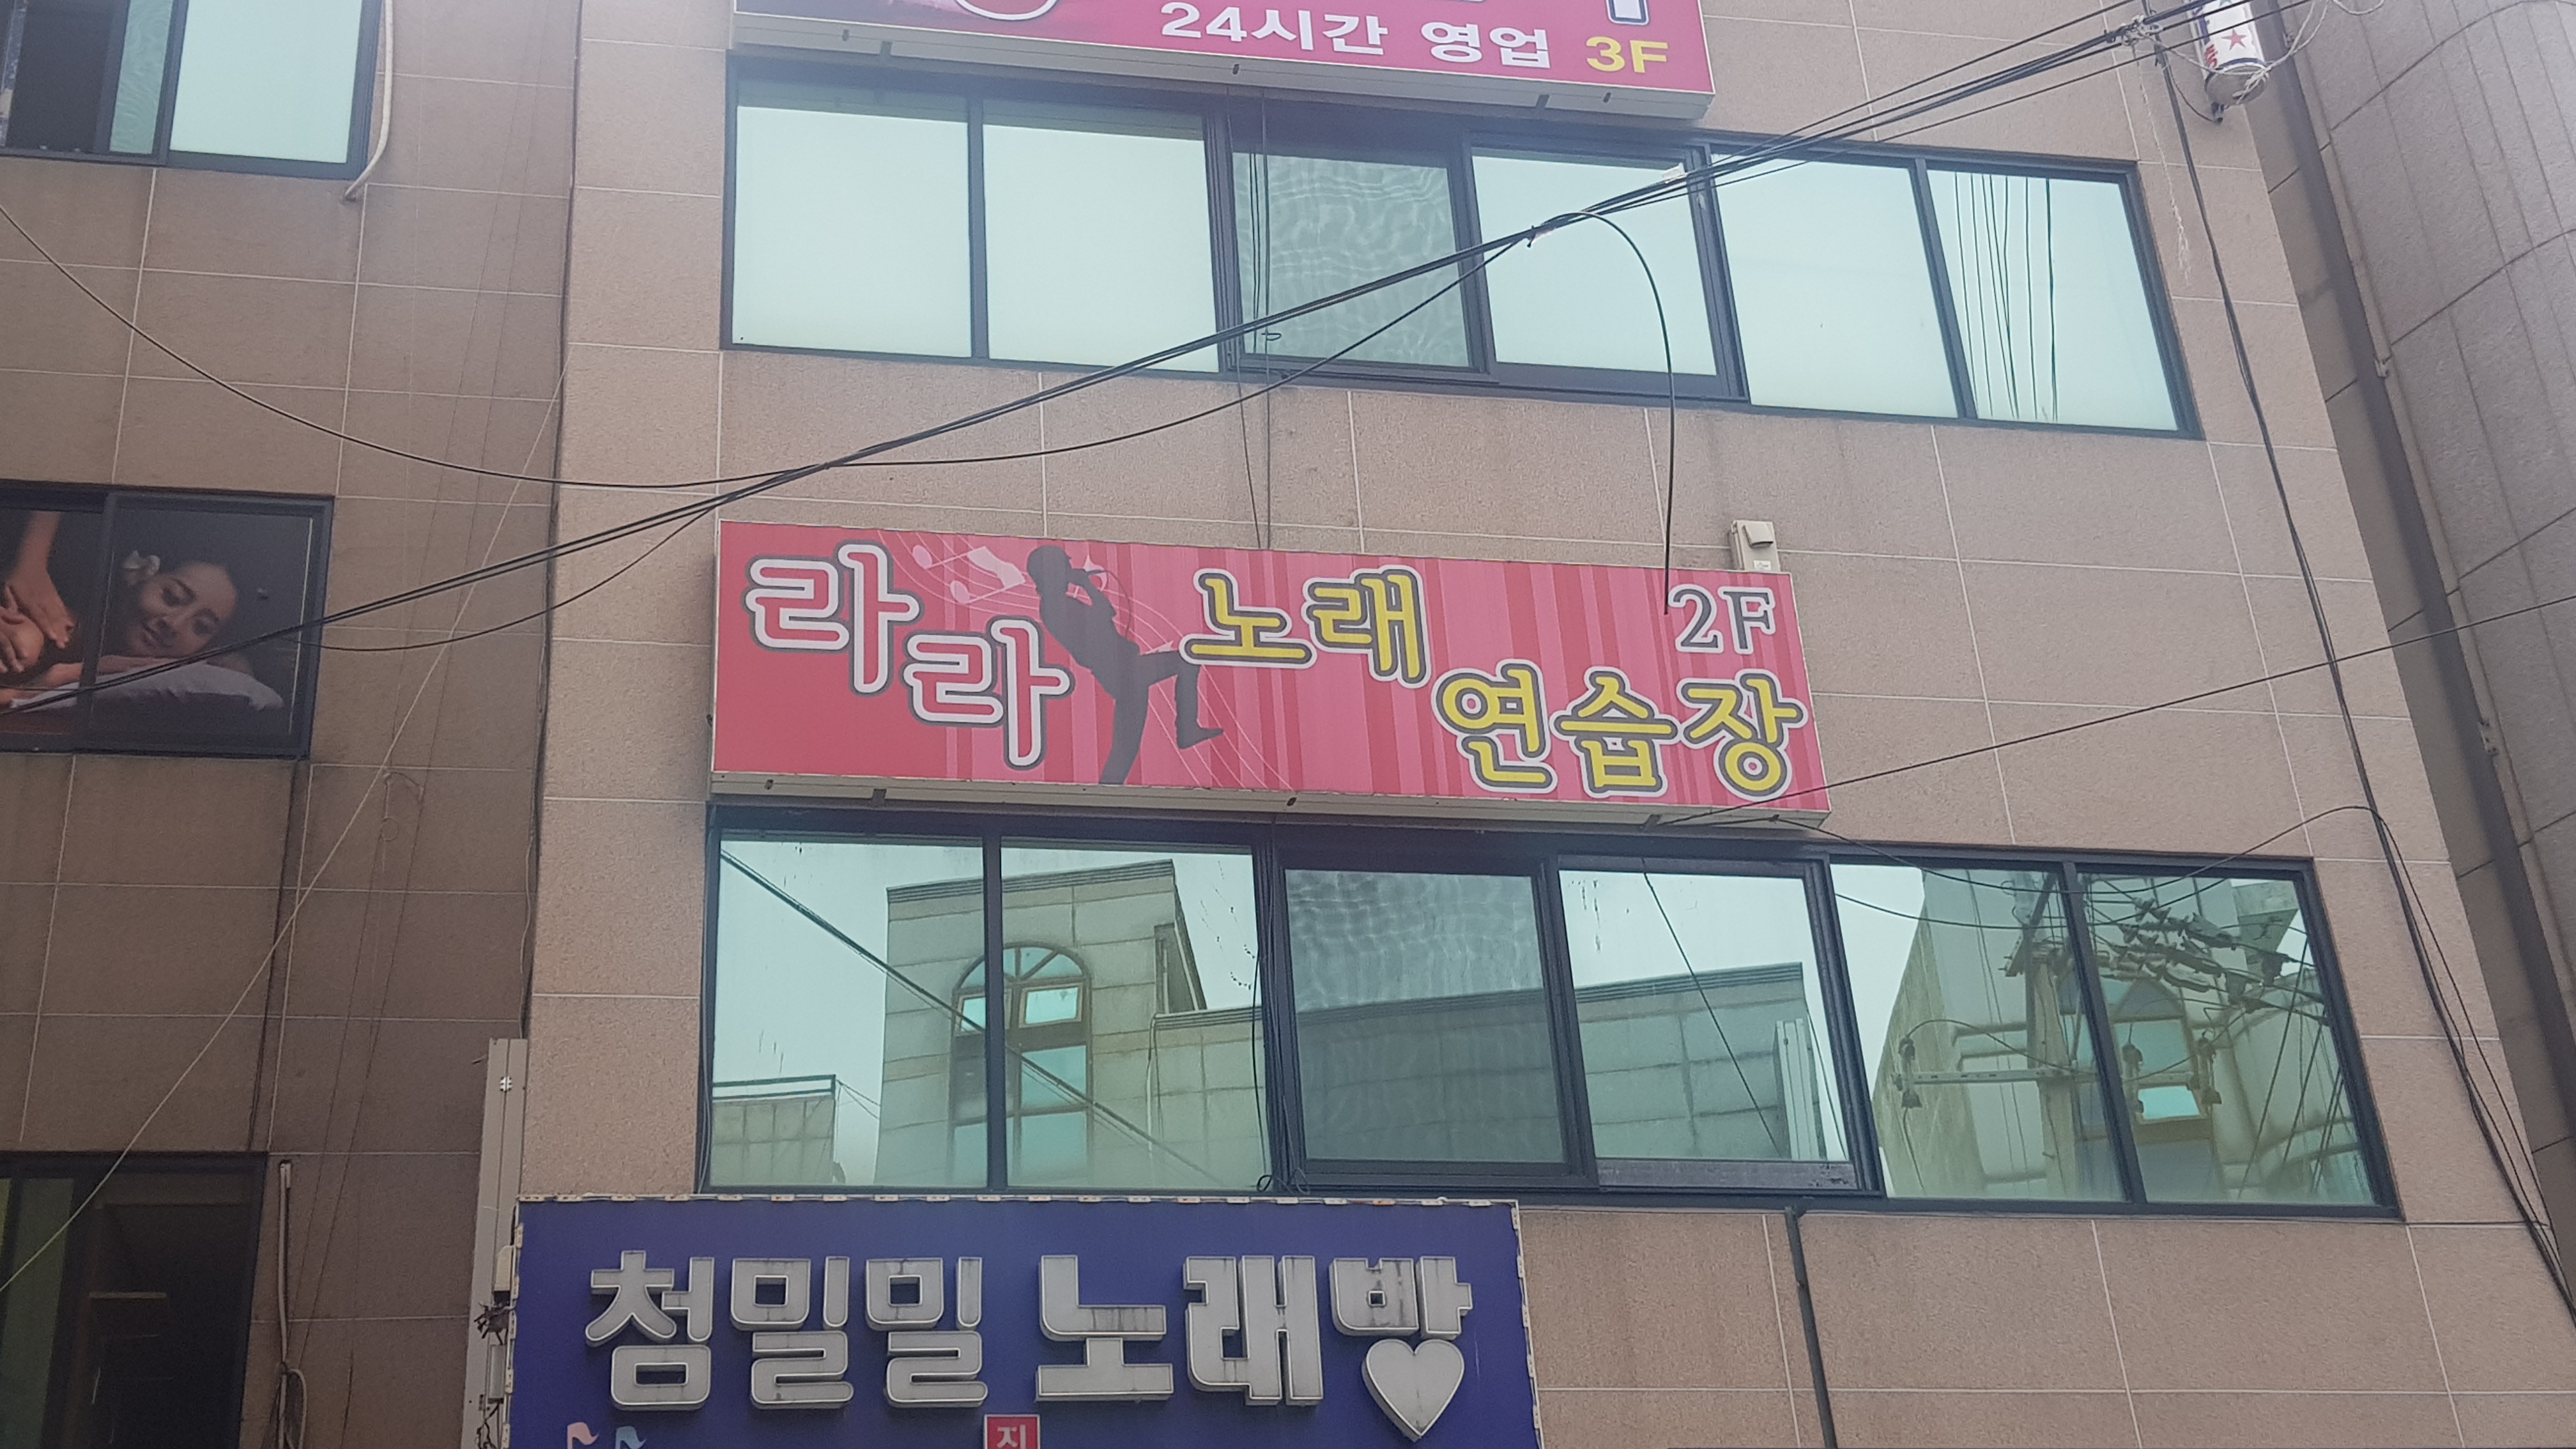 24시간 영업 3F
라라 노래 연습장 2F
첨밀밀 노래방
지